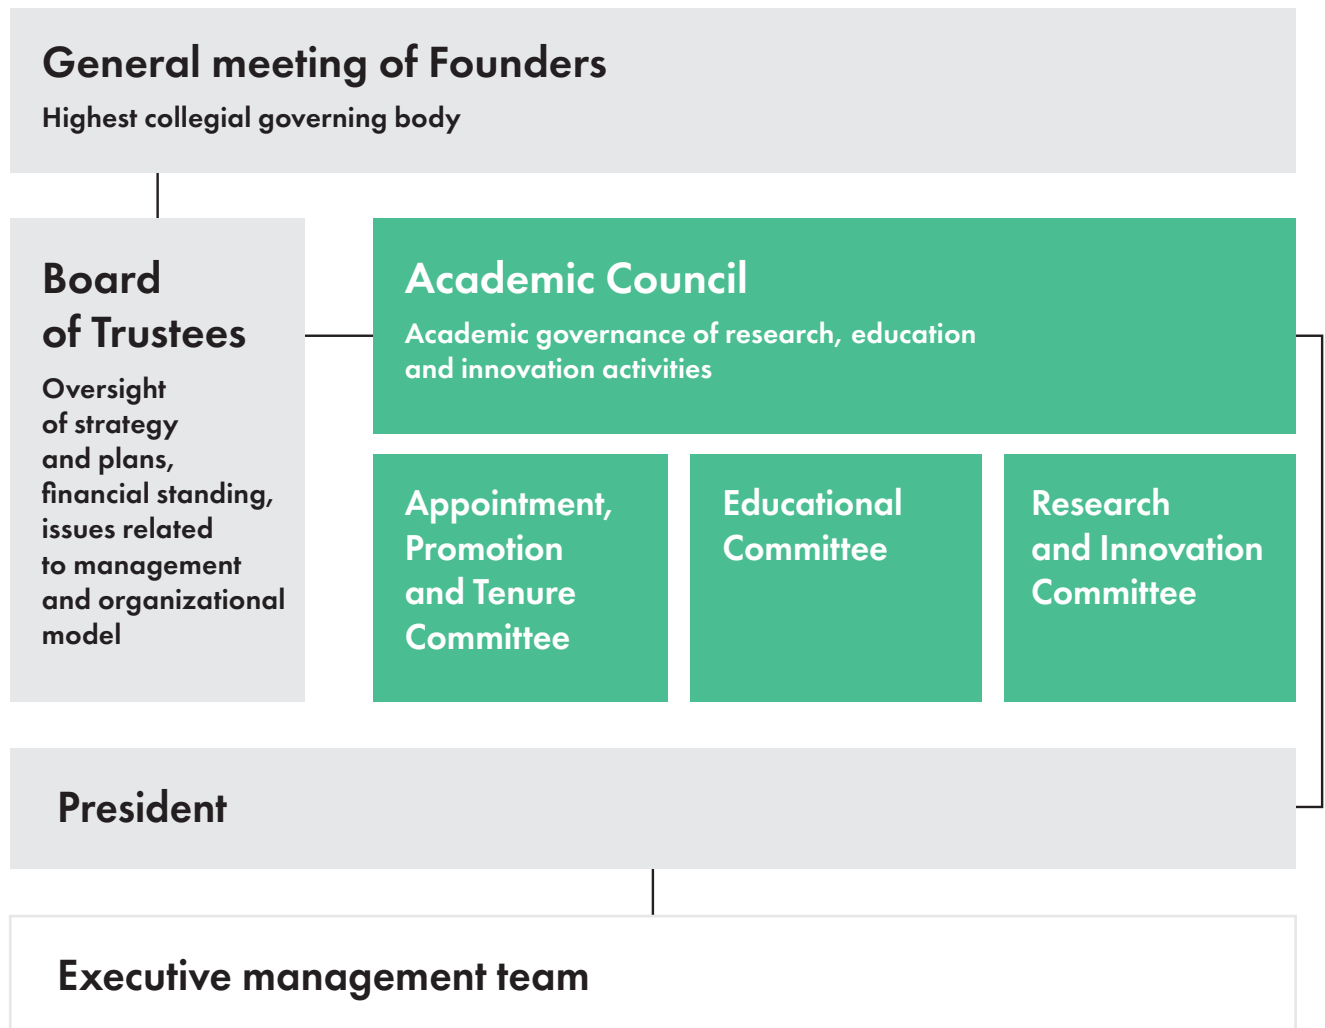 General meeting of Founders
Highest collegial governing body
Board
of Trustees
Oversight
of strategy
and plans,
financial standing,
issues related
to management
and organizational
model
Academic Council
Academic governance of research, education
and innovation activities
Appointment,
Promotion
and Tenure
Committee
Educational
Committee
Research
and Innovation
Committee
President
Executive management team